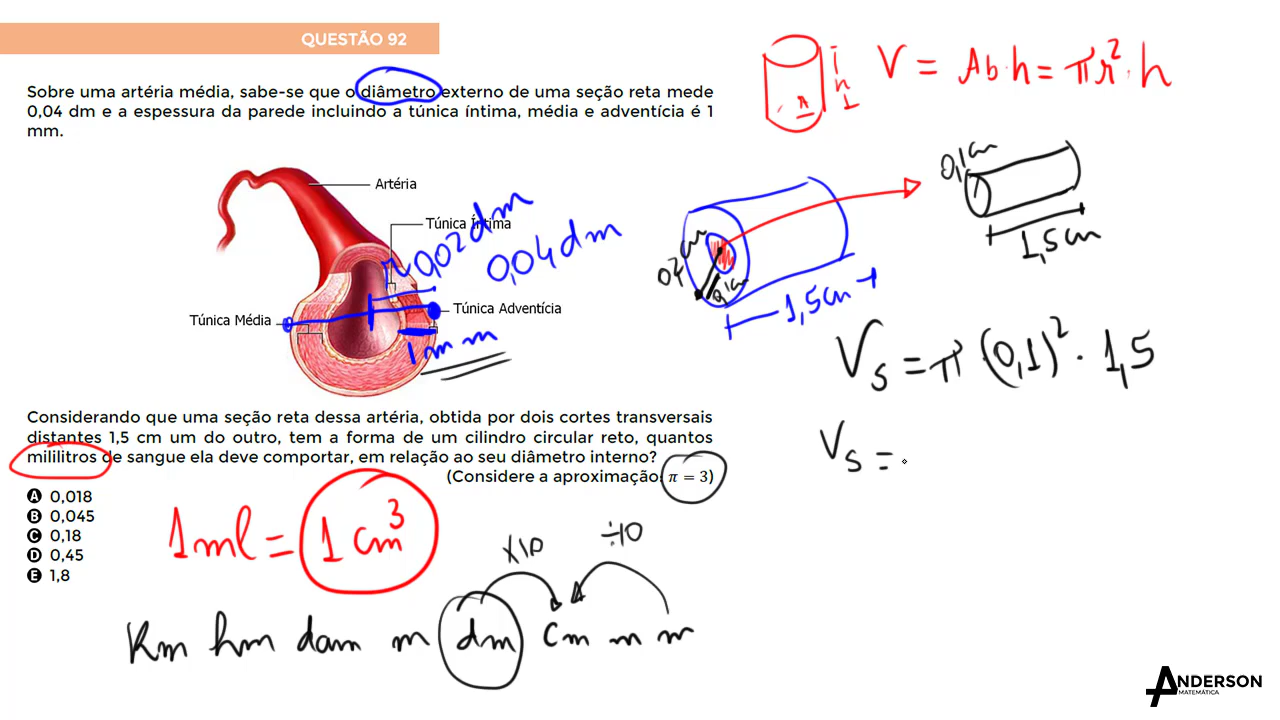 QUESTÃO 92
Sobre uma artéria média, sabe-se que o diâmetro externo de uma seção reta mede
0,04 dm e a espessura da parede incluindo a túnica íntima, média e adventícia é 1
mm.
Artéria
Túnica Íntima
Túnica Adventícia
Túnica Média
r 0,02dm
0,04dm
1mm
h
r
V = Ab·h = πr²·h
0,1cm
1,5cm
0,2cm
0,1cm
1,5cm
Vs = π (0,1)² · 1,5
Vs =
Considerando que uma seção reta dessa artéria, obtida por dois cortes transversais
distantes 1,5 cm um do outro, tem a forma de um cilindro circular reto, quantos
mililitros de sangue ela deve comportar, em relação ao seu diâmetro interno?
(Considere a aproximação: π = 3)
A 0,018
B 0,045
C 0,18
D 0,45
E 1,8
1ml = 1cm³
x10
÷10
Km hm dam m dm cm mm
ANDERSON
MATEMÁTICA